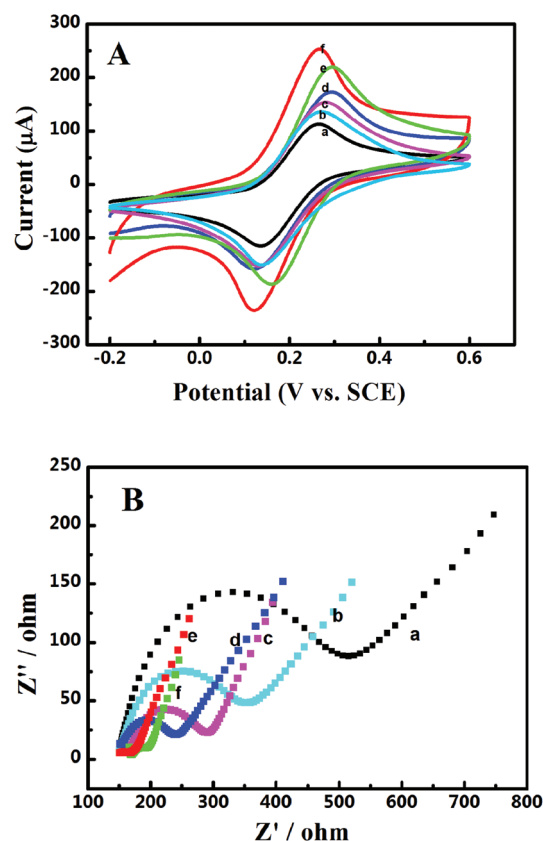 300
200
100
0
-100
-200
-300
Current (μA)
A
f
e
d
c
b
a
-0.2 0.0 0.2 0.4 0.6
Potential (V vs. SCE)
250
200
150
100
50
0
Z'' / ohm
B
e
d
c
b
a
f
100 200 300 400 500 600 700 800
Z' / ohm